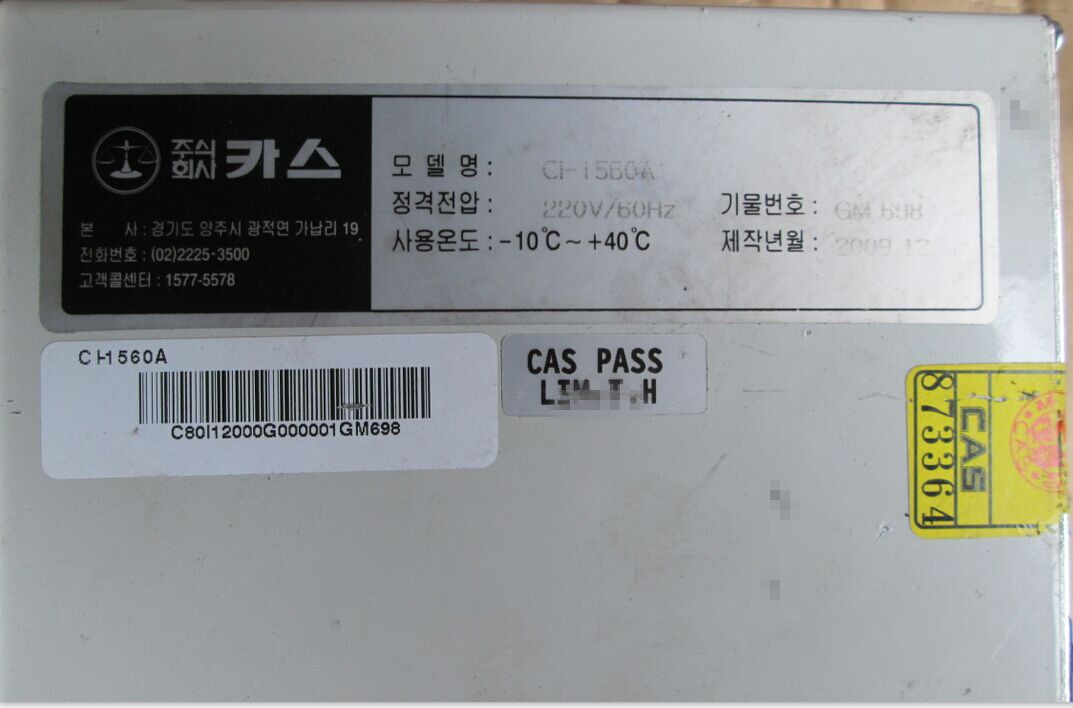 주식회사 카스
본 사 : 경기도 양주시 광적면 가납리 19
전화번호 : (02)2225-3500
고객콜센터 : 1577-5578
모 델 명 : CI-1560A
정격전압 : 220V/60Hz
기물번호 : GM 698
사용온도 : -10℃ ~ +40℃
제작년월 : 2009.12
CI-1560A
C80I12000G000001GM698
CAS PASS
CAS
873364
CAS